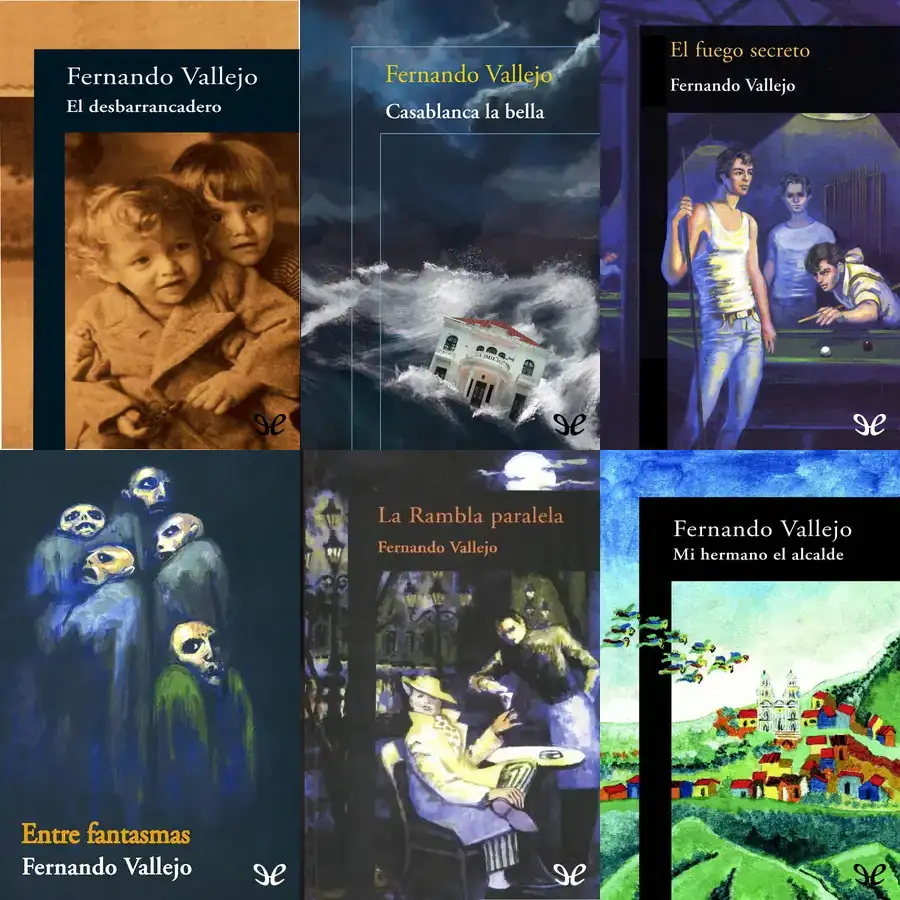 Fernando Vallejo
El desbarrancadero
Fernando Vallejo
Casablanca la bella
El fuego secreto
Fernando Vallejo
Entre fantasmas
Fernando Vallejo
La Rambla paralela
Fernando Vallejo
Fernando Vallejo
Mi hermano el alcalde